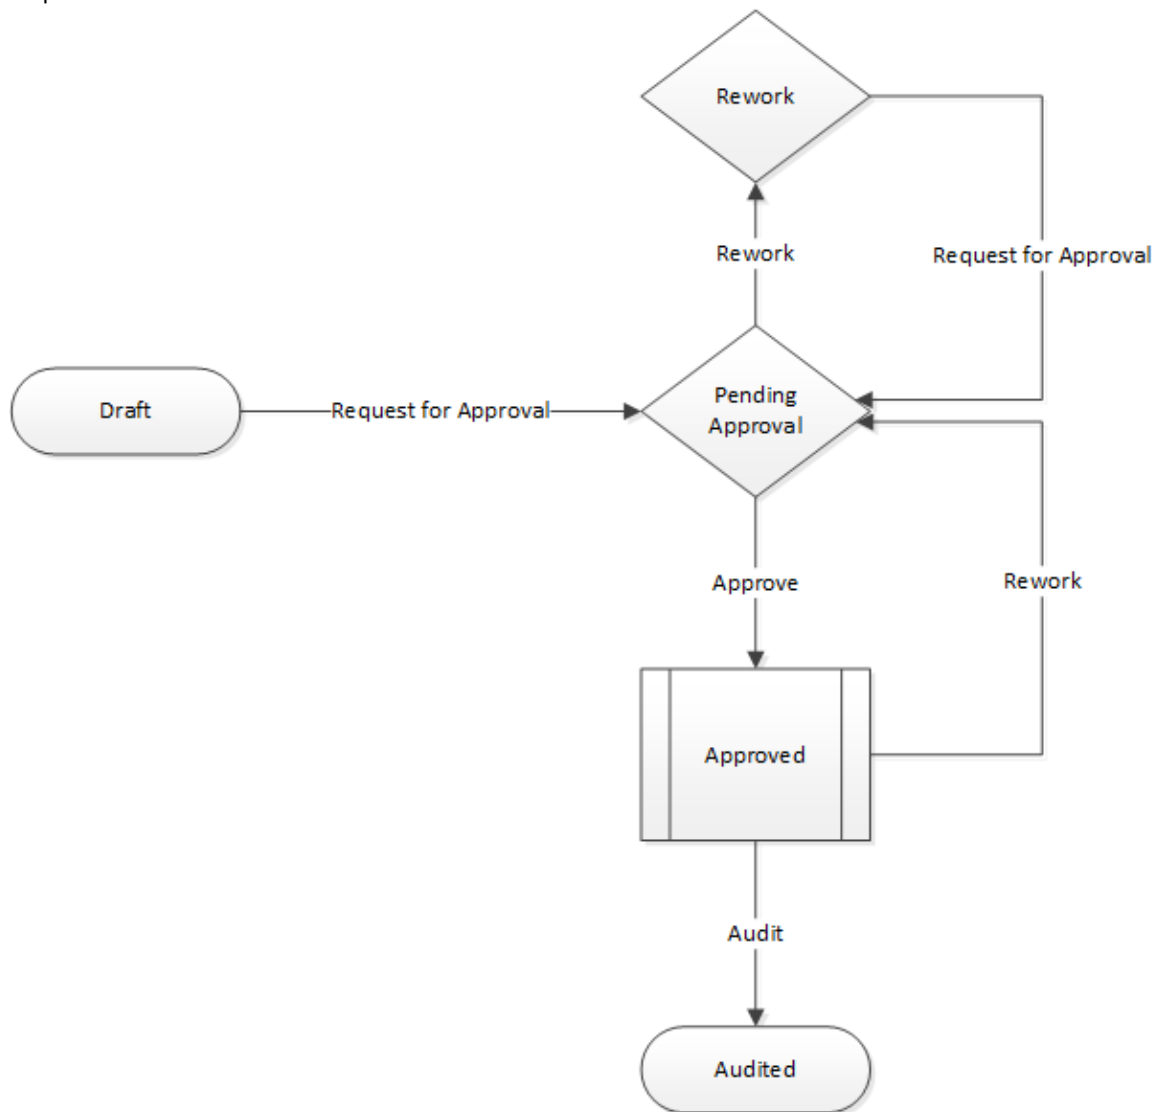 Rework
Rework
Request for Approval
Draft
Request for Approval
Pending
Approval
Approve
Rework
Approved
Audit
Audited